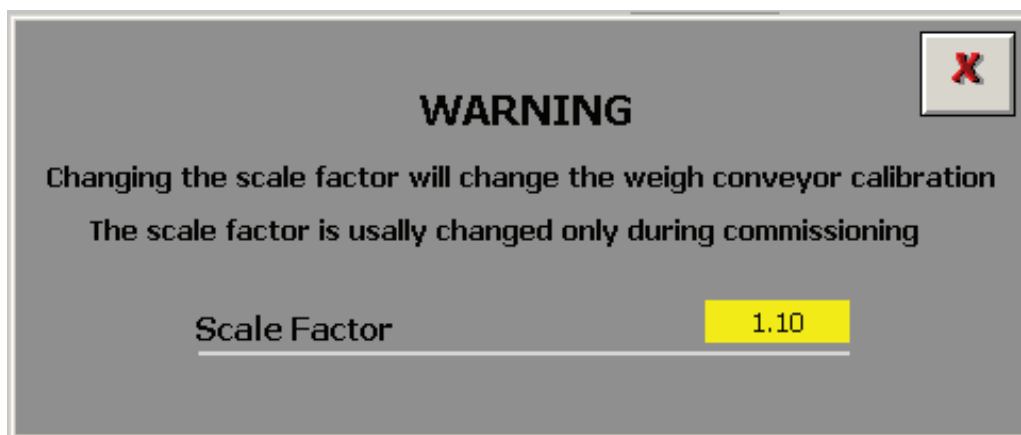 X
WARNING
Changing the scale factor will change the weigh conveyor calibration
The scale factor is usally changed only during commissioning
Scale Factor 1.10